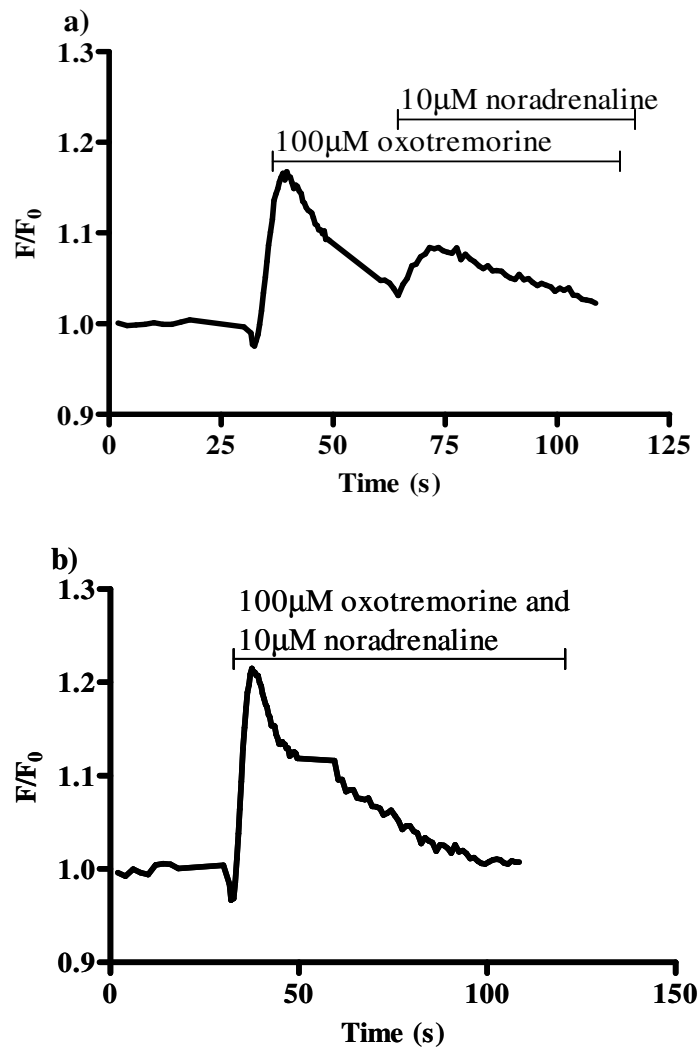 a)
1.3
10μM noradrenaline
1.2
100μM oxotremorine
F/F0
1.1
1.0
0.9
0 25 50 75 100 125
Time (s)
b)
1.3
100μM oxotremorine and
10μM noradrenaline
1.2
F/F0
1.1
1.0
0.9
0 50 100 150
Time (s)